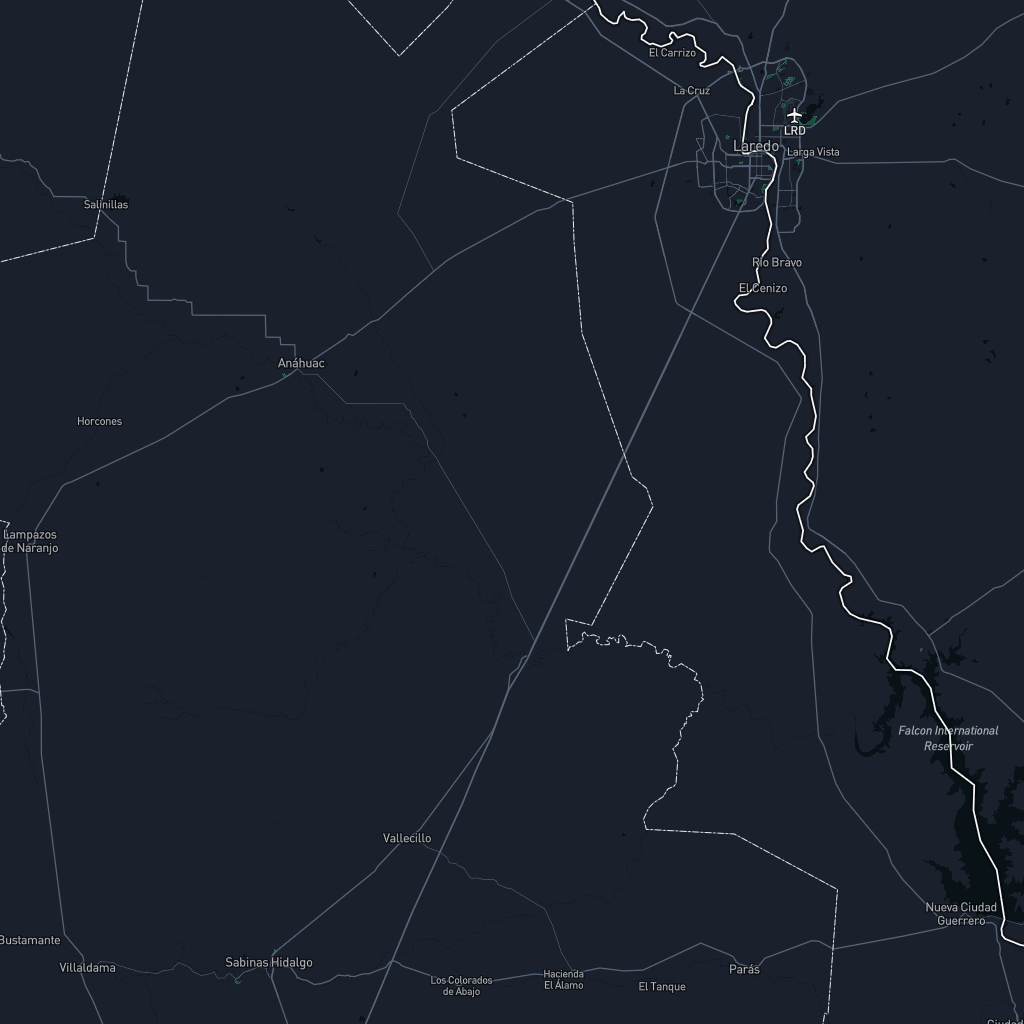 El Carrizo
La Cruz
LRD
Laredo
Larga Vista
Salinillas
Río Bravo
El Cenizo
Anáhuac
Horcones
Lampazos
de Naranjo
Falcon International
Reservoir
Vallecillo
Nueva Ciudad
Guerrero
Bustamante
Villaldama
Sabinas Hidalgo
Los Colorados
de Abajo
Hacienda
El Álamo
Parás
El Tanque